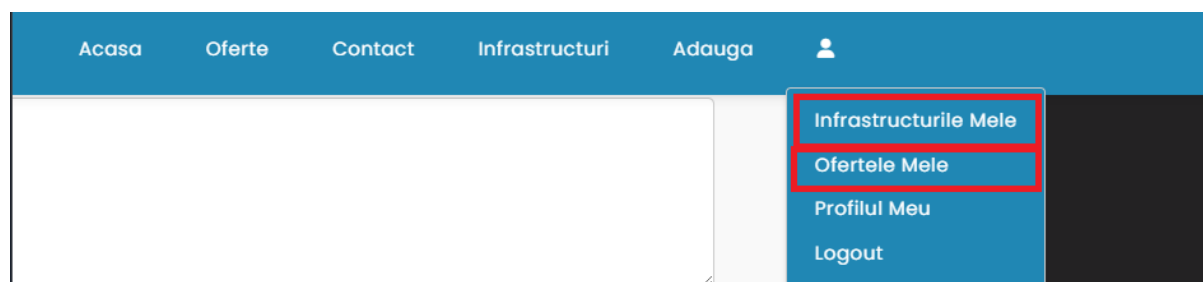 Acasa Oferte Contact Infrastructuri Adauga
Infrastructurile Mele
Ofertele Mele
Profilul Meu
Logout